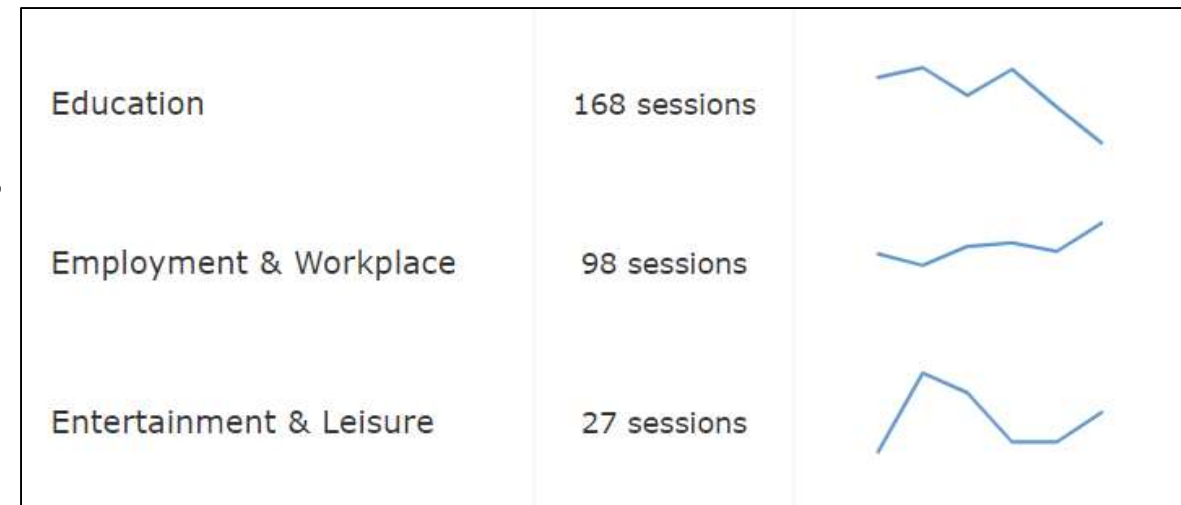 Education 168 sessions
Employment & Workplace 98 sessions
Entertainment & Leisure 27 sessions